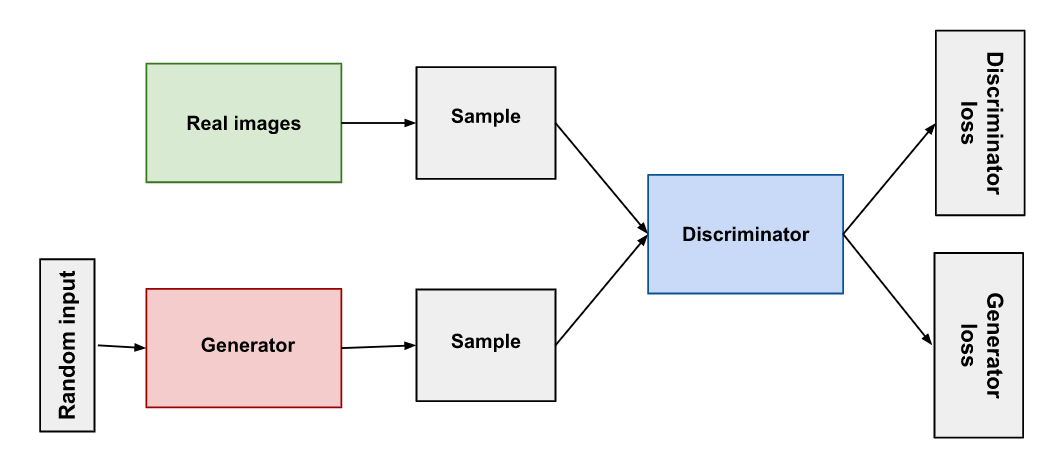 Real images
Sample
Discriminator
loss
Discriminator
Random input
Generator
Sample
Generator
loss